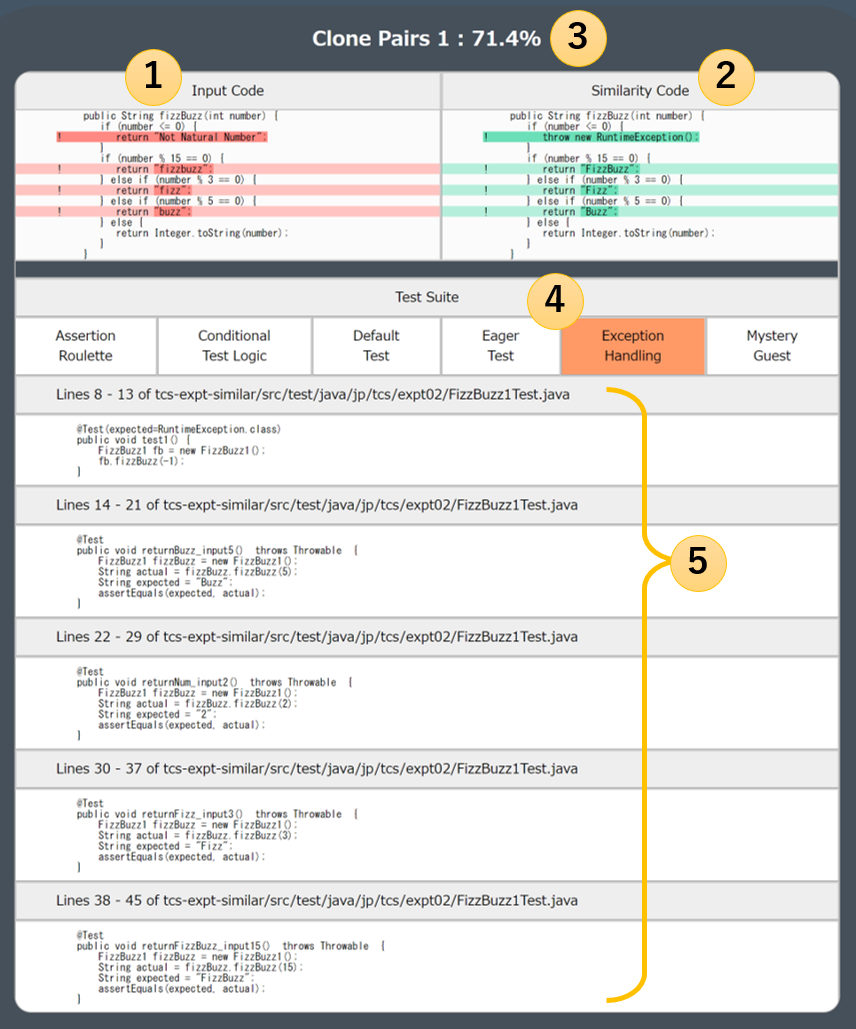 Clone Pairs 1 : 71.4%
3
1
2
Input Code
Similarity Code
public String fizzBuzz(int number) {
if (number <= 0) {
! return "Not Natural Number";
}
if (number % 15 == 0) {
! return "fizzbuzz";
} else if (number % 3 == 0) {
! return "fizz";
} else if (number % 5 == 0) {
! return "buzz";
} else {
return Integer.toString(number);
}
}
public String fizzBuzz(int number) {
if (number <= 0) {
! throw new RuntimeException();
}
if (number % 15 == 0) {
! return "FizzBuzz";
} else if (number % 3 == 0) {
! return "Fizz";
} else if (number % 5 == 0) {
! return "Buzz";
} else {
return Integer.toString(number);
}
}
Test Suite
4
Assertion
Roulette
Conditional
Test Logic
Default
Test
Eager
Test
Exception
Handling
Mystery
Guest
Lines 8 - 13 of tcs-expt-similar/src/test/java/jp/tcs/expt02/FizzBuzz1Test.java
@Test(expected=RuntimeException.class)
public void test1() {
FizzBuzz1 fb = new FizzBuzz1();
fb.fizzBuzz(-1);
}
Lines 14 - 21 of tcs-expt-similar/src/test/java/jp/tcs/expt02/FizzBuzz1Test.java
@Test
public void returnBuzz_input5() throws Throwable {
FizzBuzz1 fizzBuzz = new FizzBuzz1();
String actual = fizzBuzz.fizzBuzz(5);
String expected = "Buzz";
assertEquals(expected, actual);
}
5
Lines 22 - 29 of tcs-expt-similar/src/test/java/jp/tcs/expt02/FizzBuzz1Test.java
@Test
public void returnNum_input2() throws Throwable {
FizzBuzz1 fizzBuzz = new FizzBuzz1();
String actual = fizzBuzz.fizzBuzz(2);
String expected = "2";
assertEquals(expected, actual);
}
Lines 30 - 37 of tcs-expt-similar/src/test/java/jp/tcs/expt02/FizzBuzz1Test.java
@Test
public void returnFizz_input3() throws Throwable {
FizzBuzz1 fizzBuzz = new FizzBuzz1();
String actual = fizzBuzz.fizzBuzz(3);
String expected = "Fizz";
assertEquals(expected, actual);
}
Lines 38 - 45 of tcs-expt-similar/src/test/java/jp/tcs/expt02/FizzBuzz1Test.java
@Test
public void returnFizzBuzz_input15() throws Throwable {
FizzBuzz1 fizzBuzz = new FizzBuzz1();
String actual = fizzBuzz.fizzBuzz(15);
String expected = "FizzBuzz";
assertEquals(expected, actual);
}